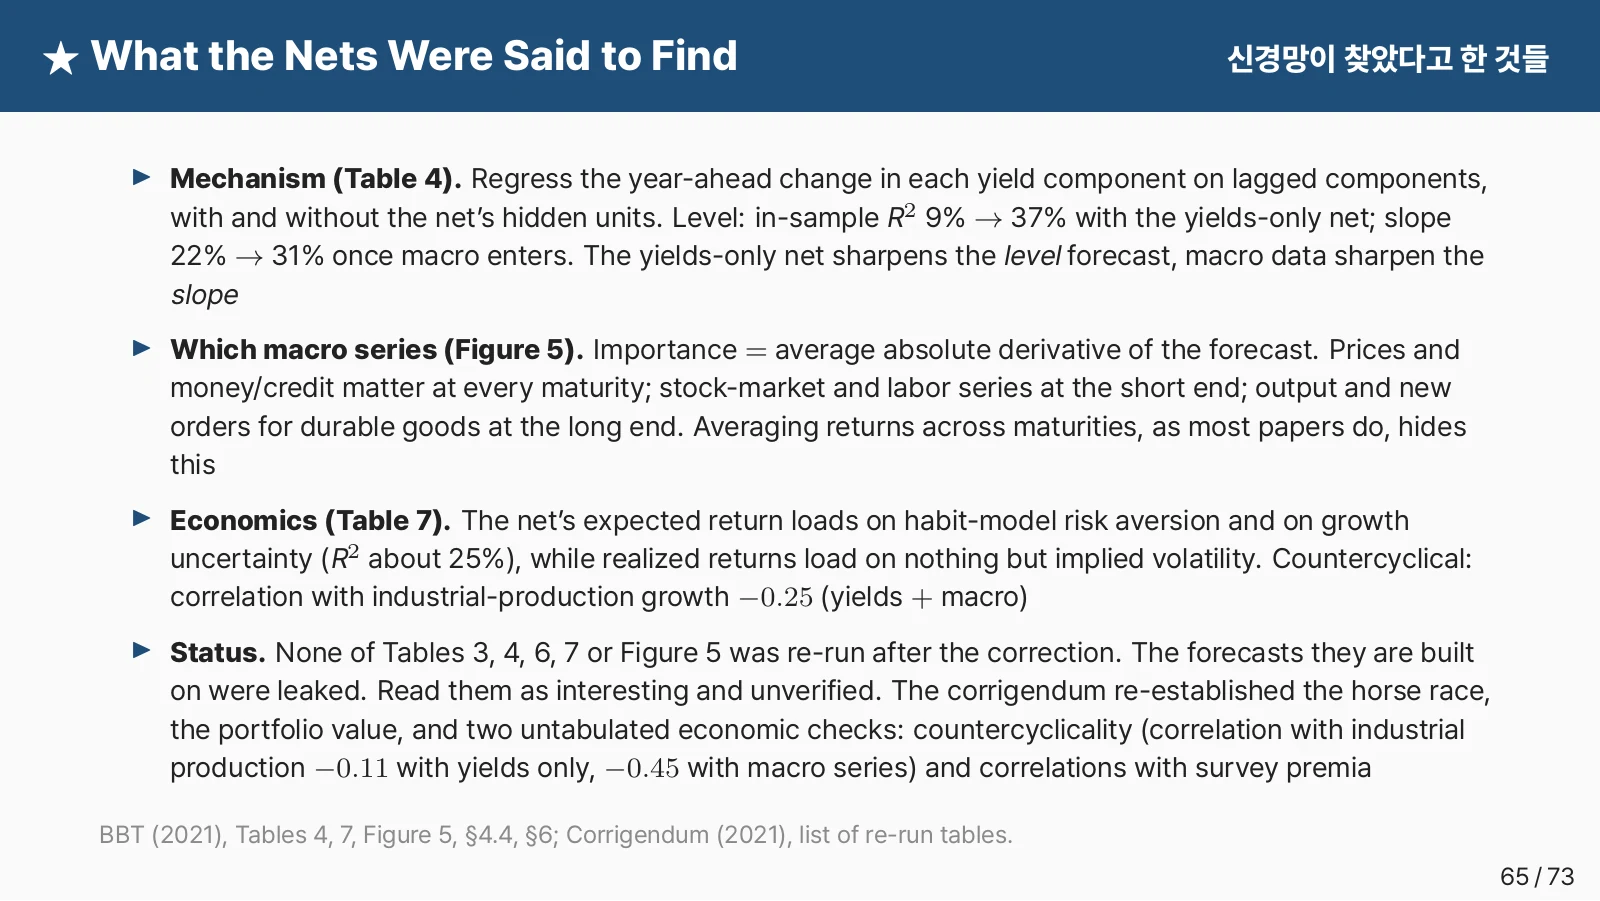 ★ What the Nets Were Said to Find
신경망이 찾았다고 한 것들
▶ Mechanism (Table 4). Regress the year-ahead change in each yield component on lagged components,
with and without the net’s hidden units. Level: in-sample R² 9% → 37% with the yields-only net; slope
22% → 31% once macro enters. The yields-only net sharpens the level forecast, macro data sharpen the
slope
▶ Which macro series (Figure 5). Importance = average absolute derivative of the forecast. Prices and
money/credit matter at every maturity; stock-market and labor series at the short end; output and new
orders for durable goods at the long end. Averaging returns across maturities, as most papers do, hides
this
▶ Economics (Table 7). The net’s expected return loads on habit-model risk aversion and on growth
uncertainty (R² about 25%), while realized returns load on nothing but implied volatility. Countercyclical:
correlation with industrial-production growth −0.25 (yields + macro)
▶ Status. None of Tables 3, 4, 6, 7 or Figure 5 was re-run after the correction. The forecasts they are built
on were leaked. Read them as interesting and unverified. The corrigendum re-established the horse race,
the portfolio value, and two untabulated economic checks: countercyclicality (correlation with industrial
production −0.11 with yields only, −0.45 with macro series) and correlations with survey premia
BBT (2021), Tables 4, 7, Figure 5, §4.4, §6; Corrigendum (2021), list of re-run tables.
65 / 73